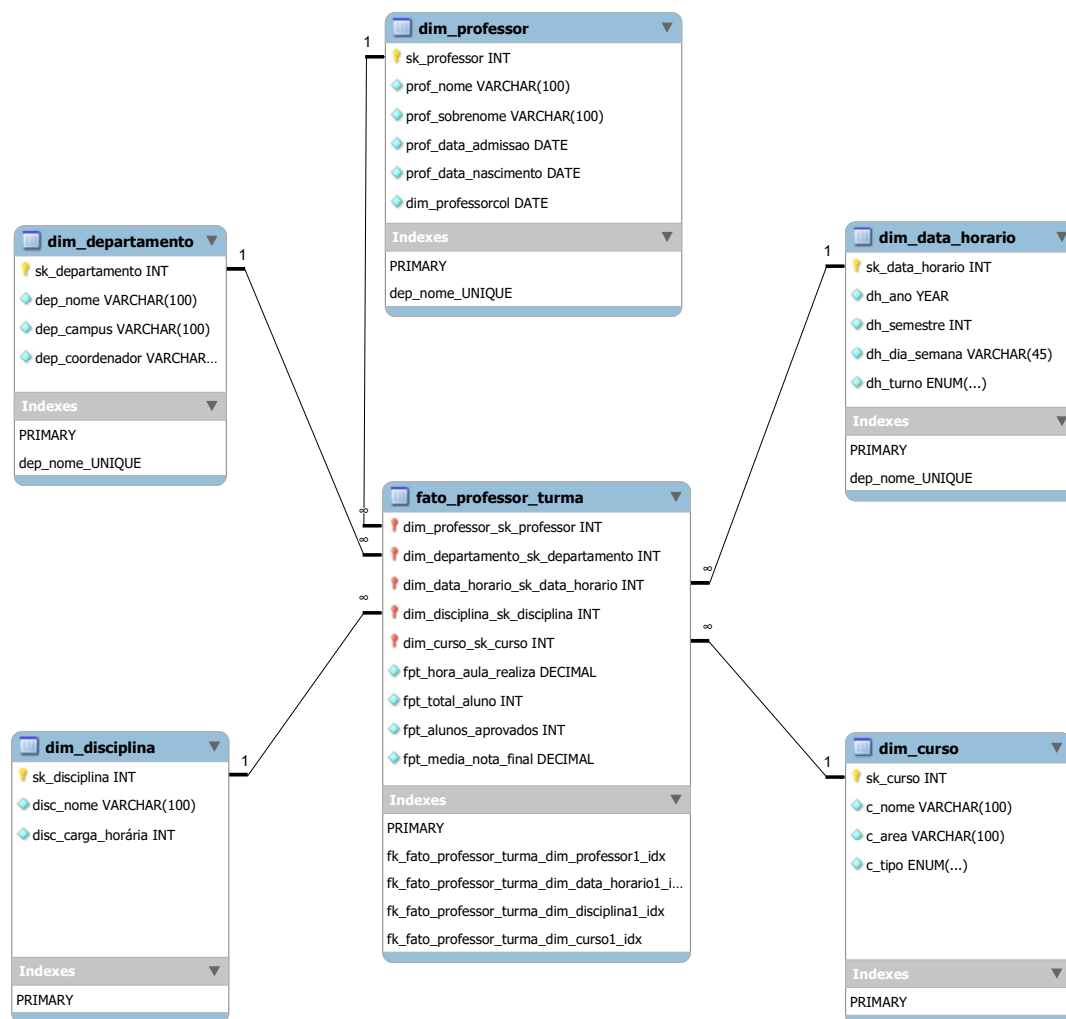 dim_professor
1
sk_professor INT
prof_nome VARCHAR(100)
prof_sobrenome VARCHAR(100)
prof_data_admissao DATE
prof_data_nascimento DATE
dim_professorcol DATE
Indexes
PRIMARY
dep_nome_UNIQUE
dim_departamento
1
sk_departamento INT
dep_nome VARCHAR(100)
dep_campus VARCHAR(100)
dep_coordenador VARCHAR...
Indexes
PRIMARY
dep_nome_UNIQUE
dim_data_horario
1
sk_data_horario INT
dh_ano YEAR
dh_semestre INT
dh_dia_semana VARCHAR(45)
dh_turno ENUM(...)
Indexes
PRIMARY
dep_nome_UNIQUE
fato_professor_turma
∞
dim_professor_sk_professor INT
∞
dim_departamento_sk_departamento INT
∞
dim_data_horario_sk_data_horario INT
∞
dim_disciplina_sk_disciplina INT
∞
dim_curso_sk_curso INT
fpt_hora_aula_realiza DECIMAL
fpt_total_aluno INT
fpt_alunos_aprovados INT
fpt_media_nota_final DECIMAL
Indexes
PRIMARY
fk_fato_professor_turma_dim_professor1_idx
fk_fato_professor_turma_dim_data_horario1_i...
fk_fato_professor_turma_dim_disciplina1_idx
fk_fato_professor_turma_dim_curso1_idx
dim_disciplina
1
sk_disciplina INT
disc_nome VARCHAR(100)
disc_carga_horária INT
Indexes
PRIMARY
dim_curso
1
sk_curso INT
c_nome VARCHAR(100)
c_area VARCHAR(100)
c_tipo ENUM(...)
Indexes
PRIMARY